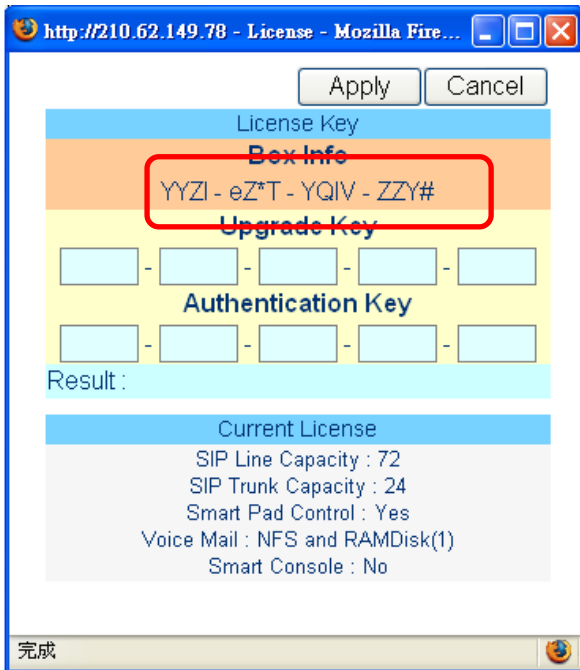 http://210.62.149.78 - License - Mozilla Fire...
Apply Cancel
License Key
Box Info
YYZI - eZ*T - YQIV - ZZY#
Upgrade Key
- - - -
Authentication Key
- - - -
Result :
Current License
SIP Line Capacity : 72
SIP Trunk Capacity : 24
Smart Pad Control : Yes
Voice Mail : NFS and RAMDisk(1)
Smart Console : No
完成